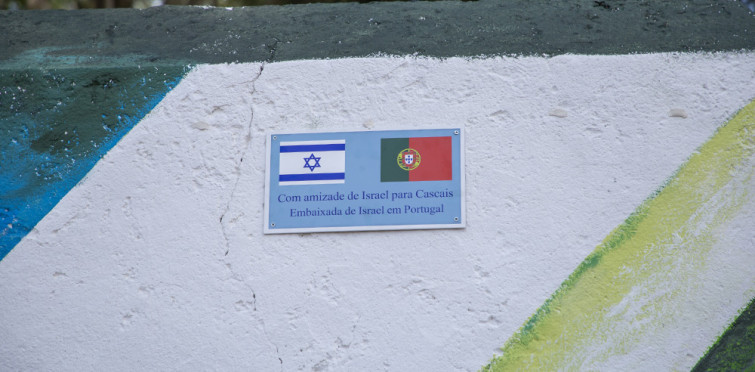 Com amizade de Israel para Cascais
Embaixada de Israel em Portugal